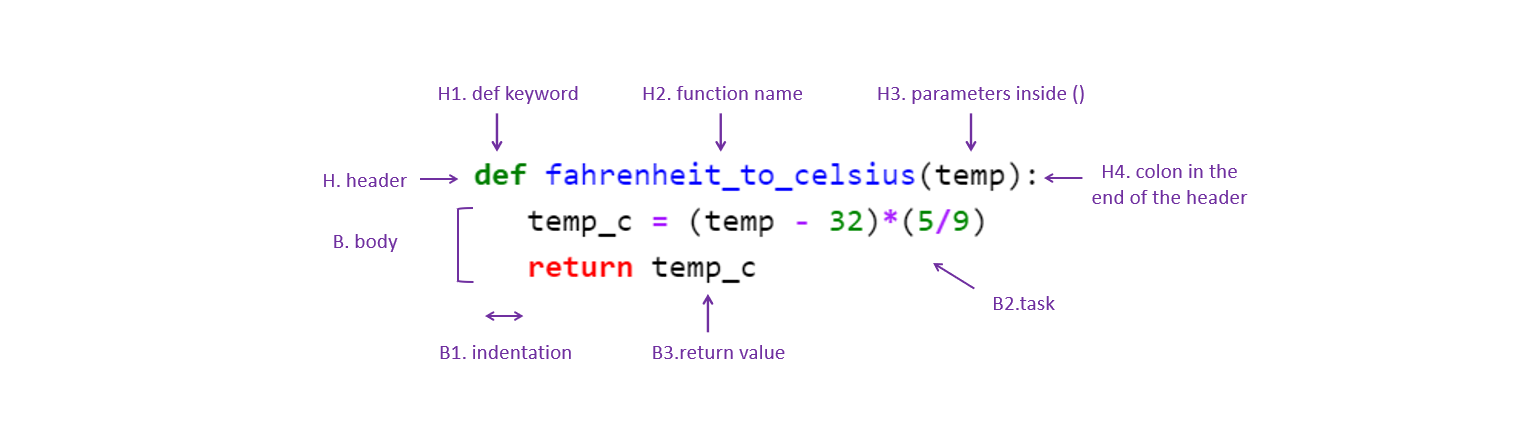 H1. def keyword
H2. function name
H3. parameters inside ()
H. header
def fahrenheit_to_celsius(temp):
H4. colon in the
end of the header
B. body
temp_c = (temp - 32)*(5/9)
return temp_c
B2.task
B1. indentation
B3.return value